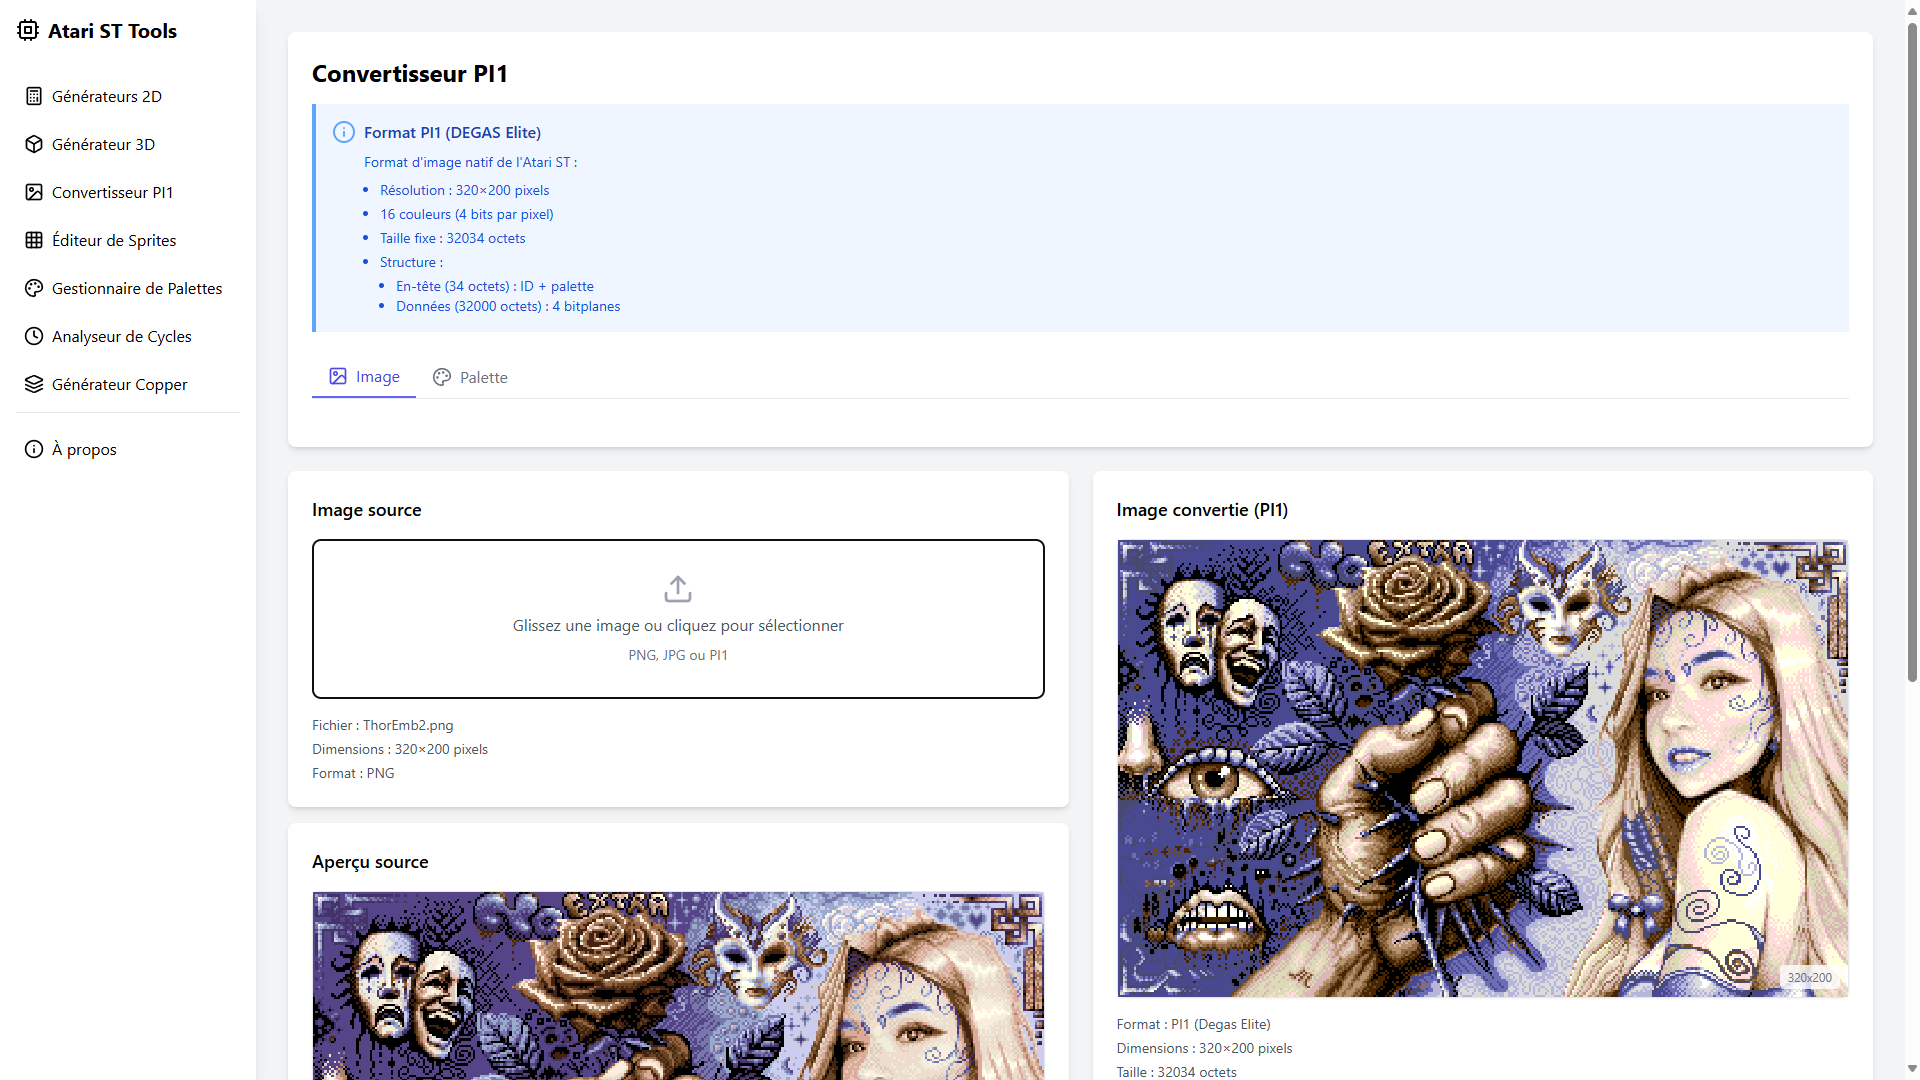 Atari ST Tools
Générateurs 2D
Générateur 3D
Convertisseur PI1
Éditeur de Sprites
Gestionnaire de Palettes
Analyseur de Cycles
Générateur Copper
À propos
Convertisseur PI1
Format PI1 (DEGAS Elite)
Format d'image natif de l'Atari ST :
Résolution : 320×200 pixels
16 couleurs (4 bits par pixel)
Taille fixe : 32034 octets
Structure :
En-tête (34 octets) : ID + palette
Données (32000 octets) : 4 bitplanes
Image
Palette
Image source
Glissez une image ou cliquez pour sélectionner
PNG, JPG ou PI1
Fichier : ThorEmb2.png
Dimensions : 320×200 pixels
Format : PNG
Aperçu source
EXTRA
Image convertie (PI1)
EXTRA
320x200
Format : PI1 (Degas Elite)
Dimensions : 320×200 pixels
Taille : 32034 octets